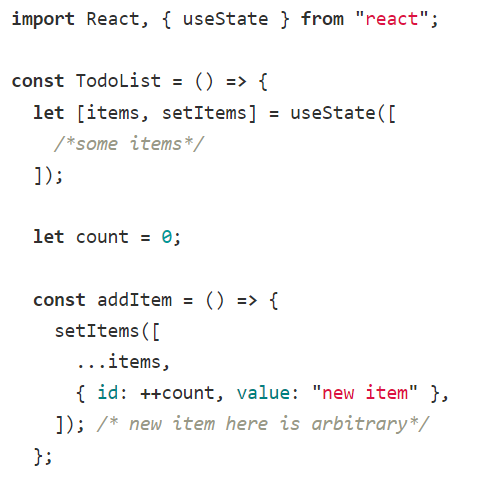 import React, { useState } from "react";
const TodoList = () => {
let [items, setItems] = useState([
/*some items*/
]);
let count = 0;
const addItem = () => {
setItems([
...items,
{ id: ++count, value: "new item" },
]); /* new item here is arbitrary*/
};